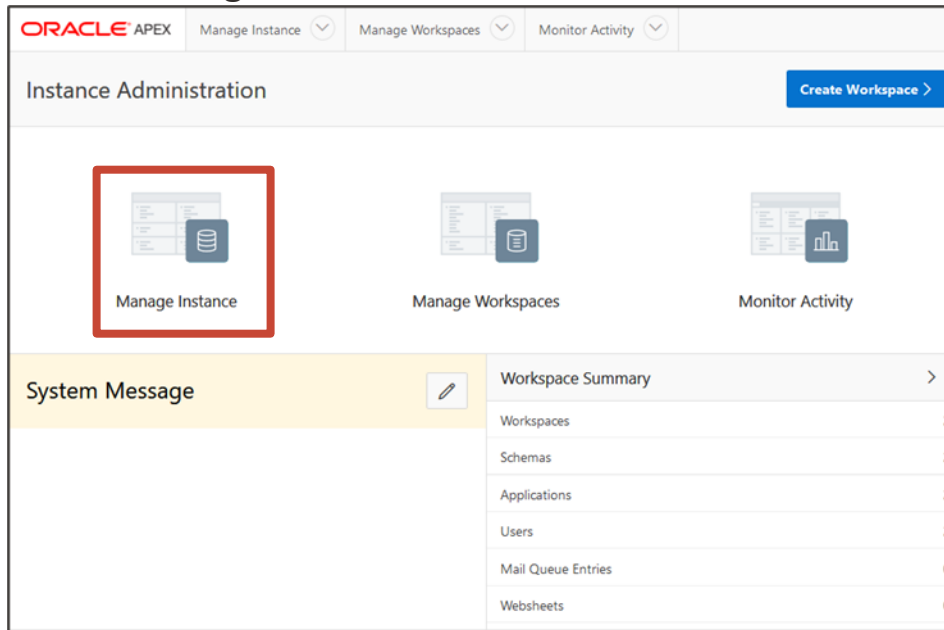 ORACLE APEX Manage Instance Manage Workspaces Monitor Activity
Instance Administration
Create Workspace >
Manage Instance
Manage Workspaces
Monitor Activity
System Message
Workspace Summary
Workspaces
Schemas
Applications
Users
Mail Queue Entries
Websheets